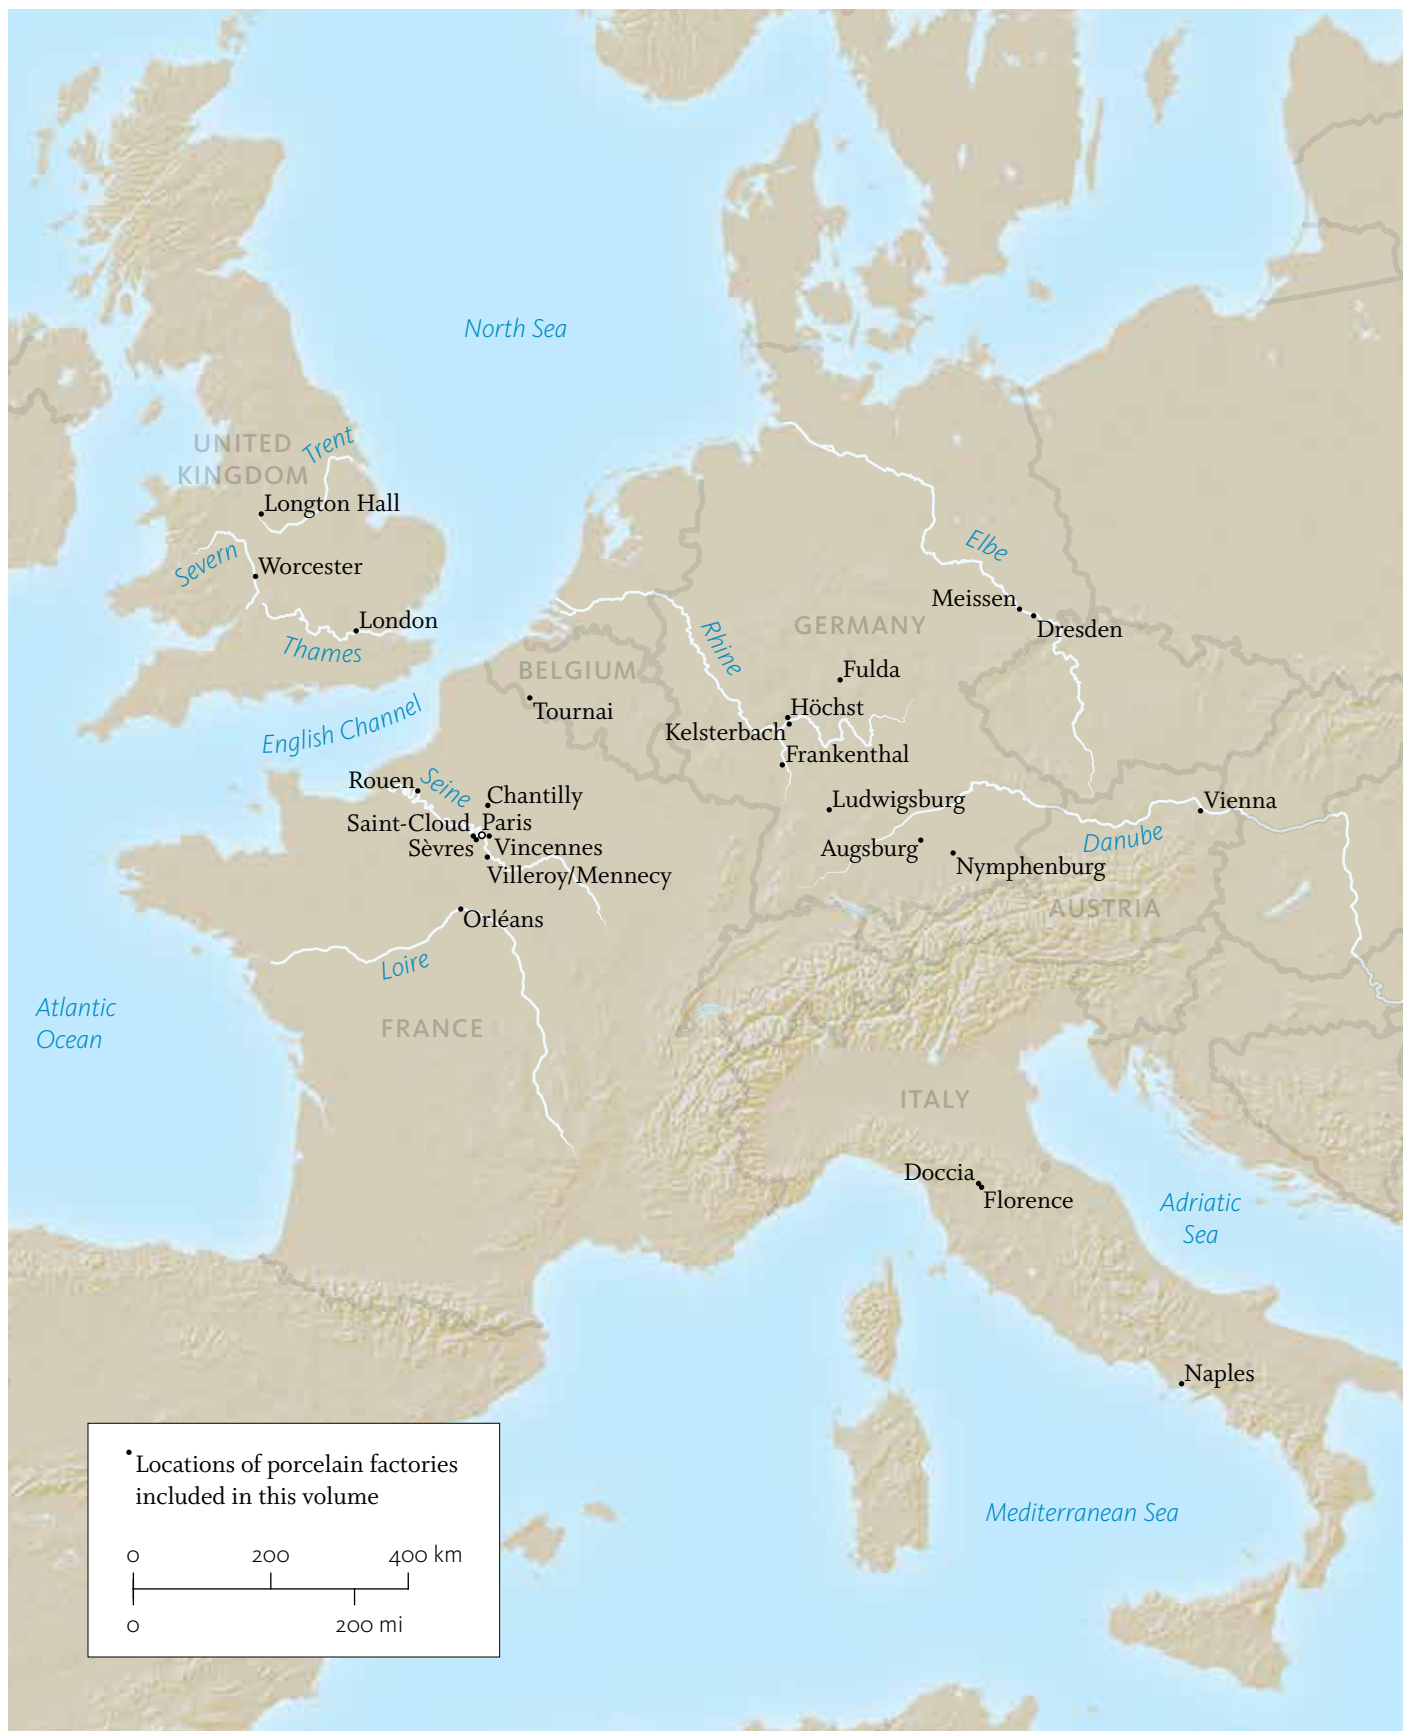 North Sea
UNITED
KINGDOM
Trent
Longton Hall
Severn
Worcester
London
Thames
Elbe
Meissen
Dresden
GERMANY
Rhine
BELGIUM
Fulda
Tournai
Höchst
Kelsterbach
Frankenthal
English Channel
Rouen
Seine
Chantilly
Ludwigsburg
Vienna
Saint-Cloud
Paris
Sèvres
Vincennes
Villeroy/Mennecy
Augsburg
Nymphenburg
Danube
AUSTRIA
Orléans
Loire
Atlantic
Ocean
FRANCE
ITALY
Doccia
Florence
Adriatic
Sea
Naples
Mediterranean Sea
Locations of porcelain factories
included in this volume
0 200 400 km
0 200 mi